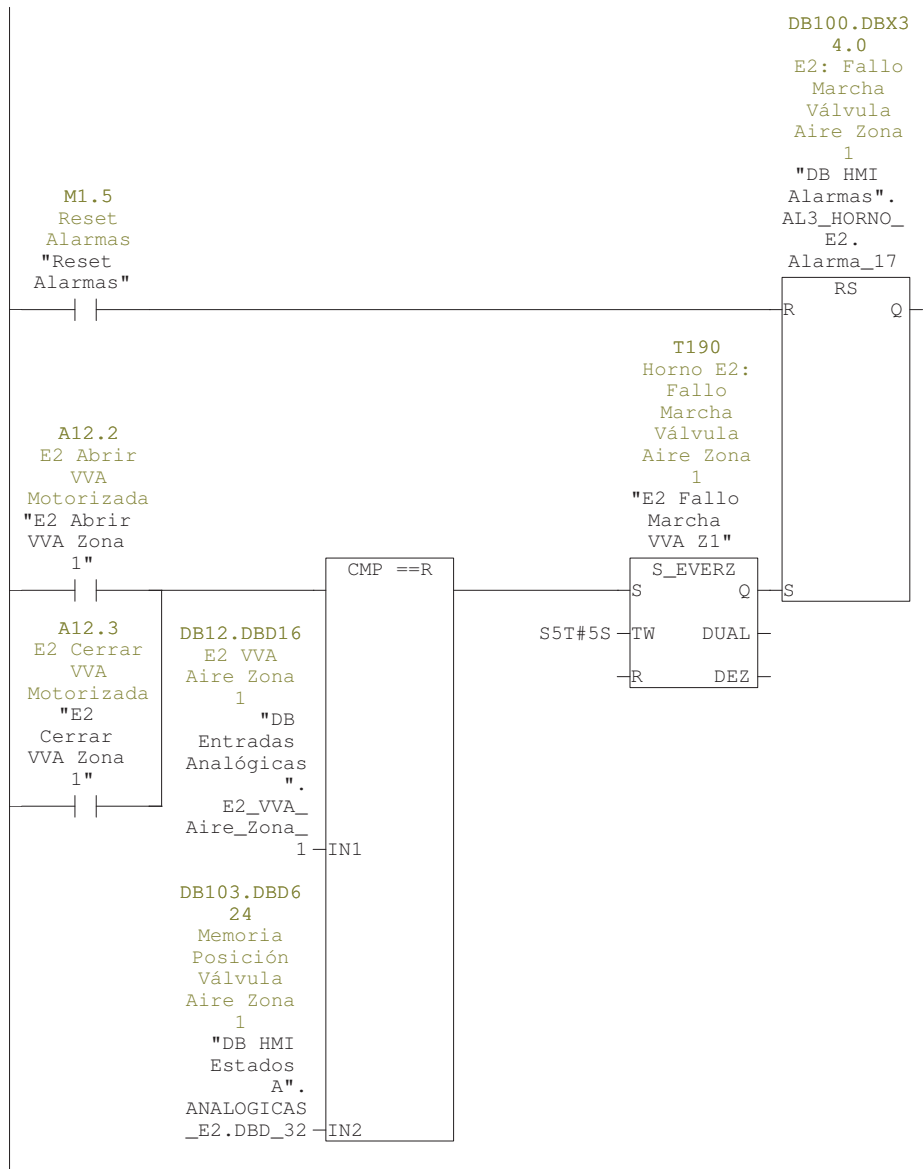 DB100.DBX3
4.0
E2: Fallo
Marcha
Válvula
Aire Zona
1
"DB HMI
Alarmas".
AL3_HORNO_
E2.
Alarma_17
M1.5
Reset
Alarmas
"Reset
Alarmas"
RS
R
Q
T190
Horno E2:
Fallo
Marcha
Válvula
Aire Zona
1
"E2 Fallo
Marcha
VVA Z1"
A12.2
E2 Abrir
VVA
Motorizada
"E2 Abrir
VVA Zona
1"
CMP ==R
S_EVERZ
S
Q
S
S5T#5S
TW
DUAL
R
DEZ
A12.3
E2 Cerrar
VVA
Motorizada
"E2
Cerrar
VVA Zona
1"
DB12.DBD16
E2 VVA
Aire Zona
1
"DB
Entradas
Analógicas
".
E2_VVA_
Aire_Zona_
1
IN1
DB103.DBD6
24
Memoria
Posición
Válvula
Aire Zona
1
"DB HMI
Estados
A".
ANALOGICAS
_E2.DBD_32
IN2